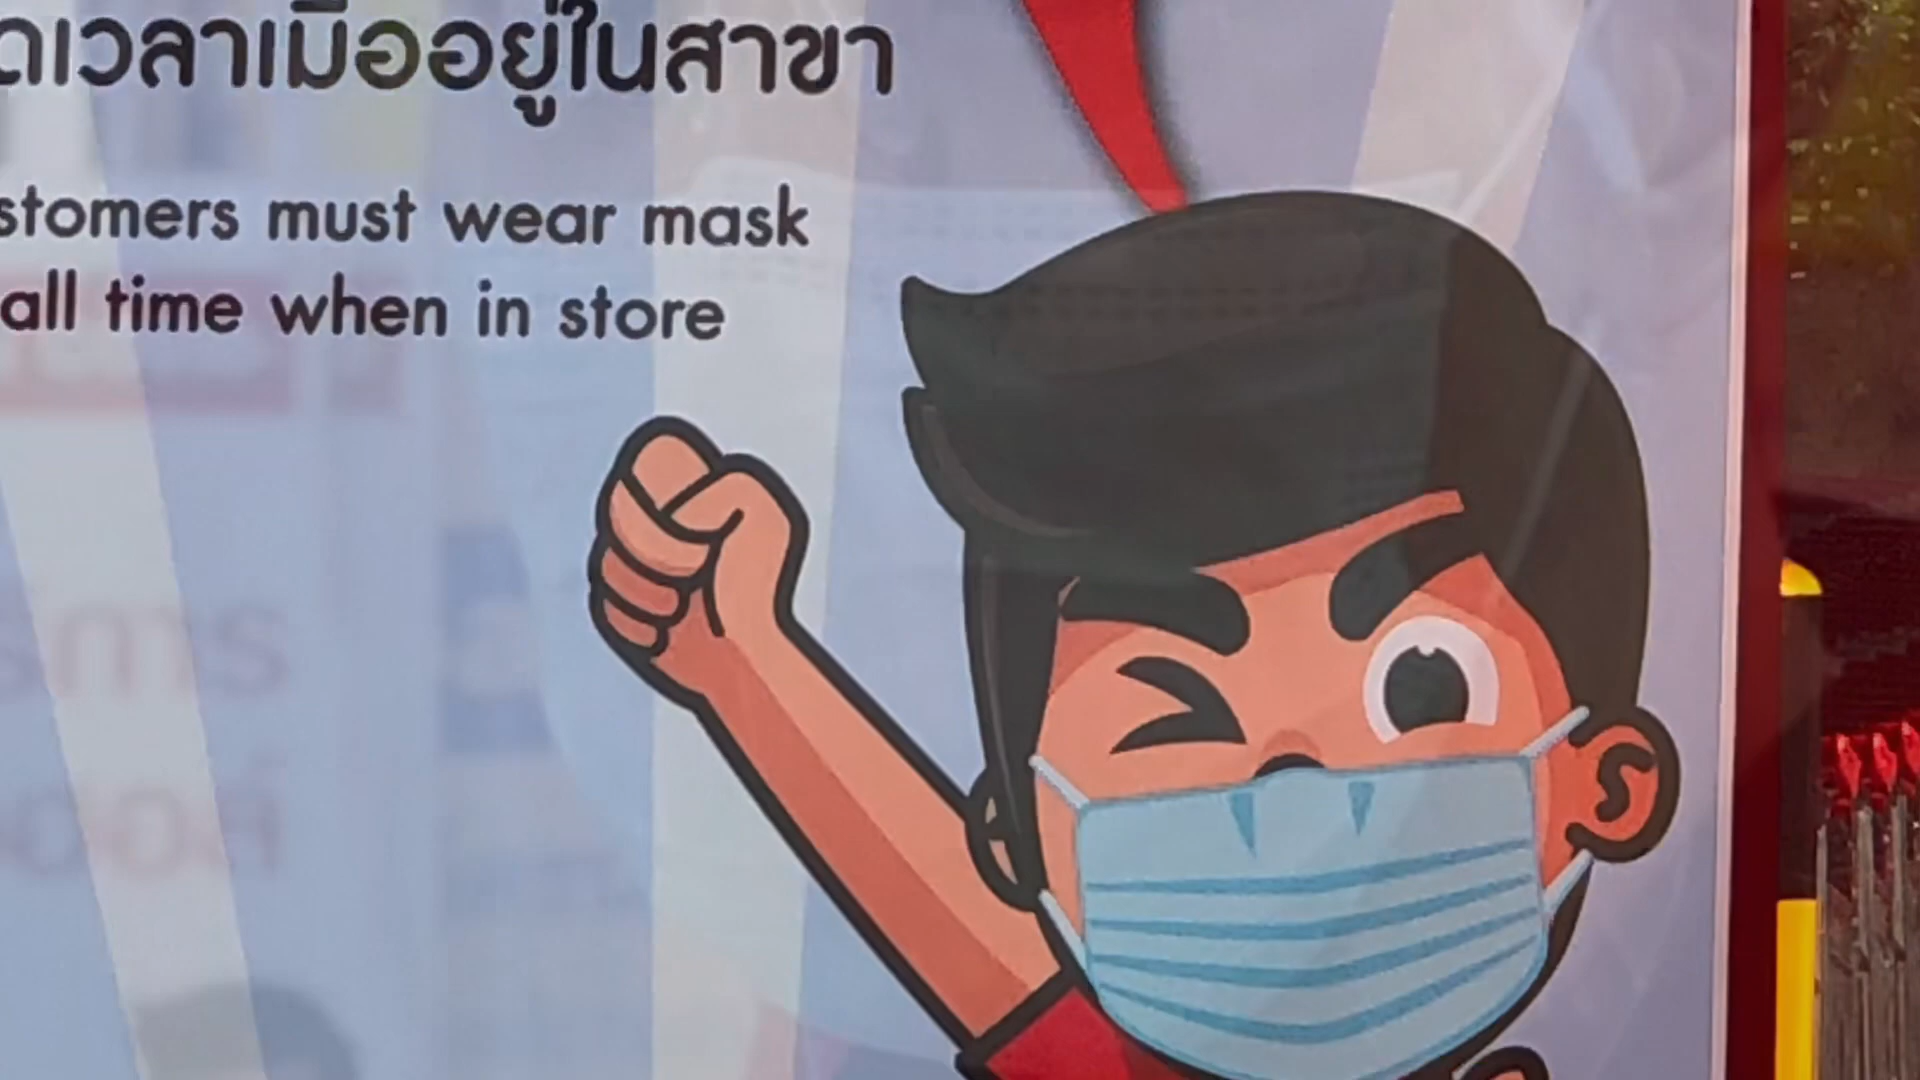 ดเวลาเมื่ออยู่ในสาขา
stomers must wear mask
all time when in store